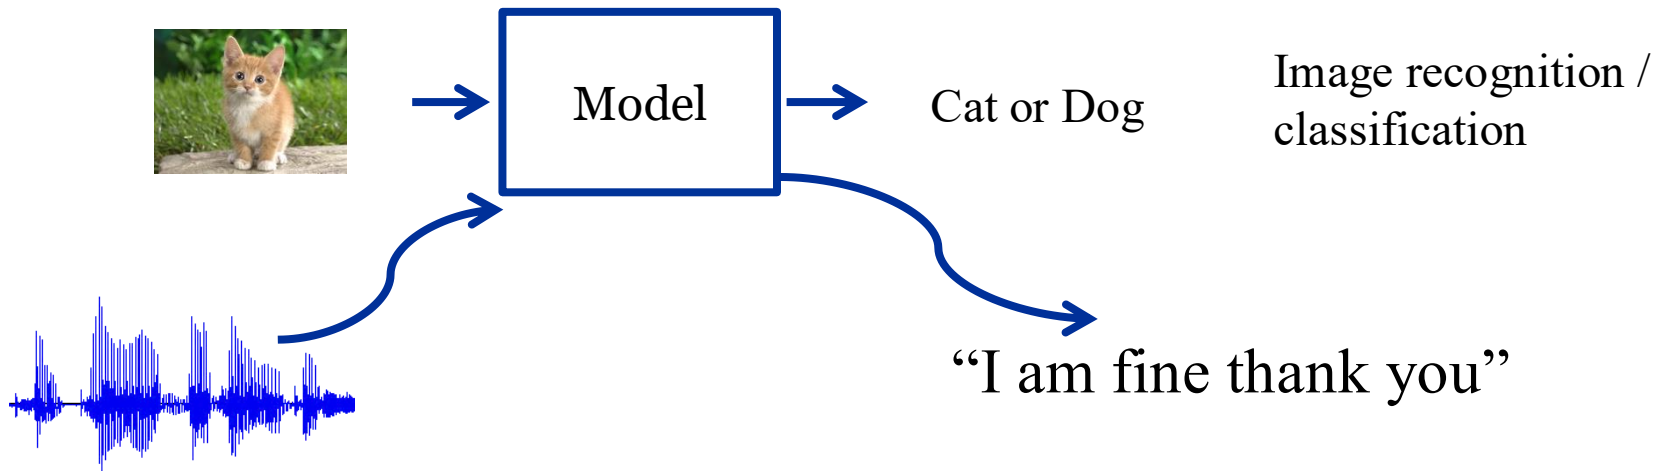 Model
Cat or Dog
Image recognition /
classification
“I am fine thank you”